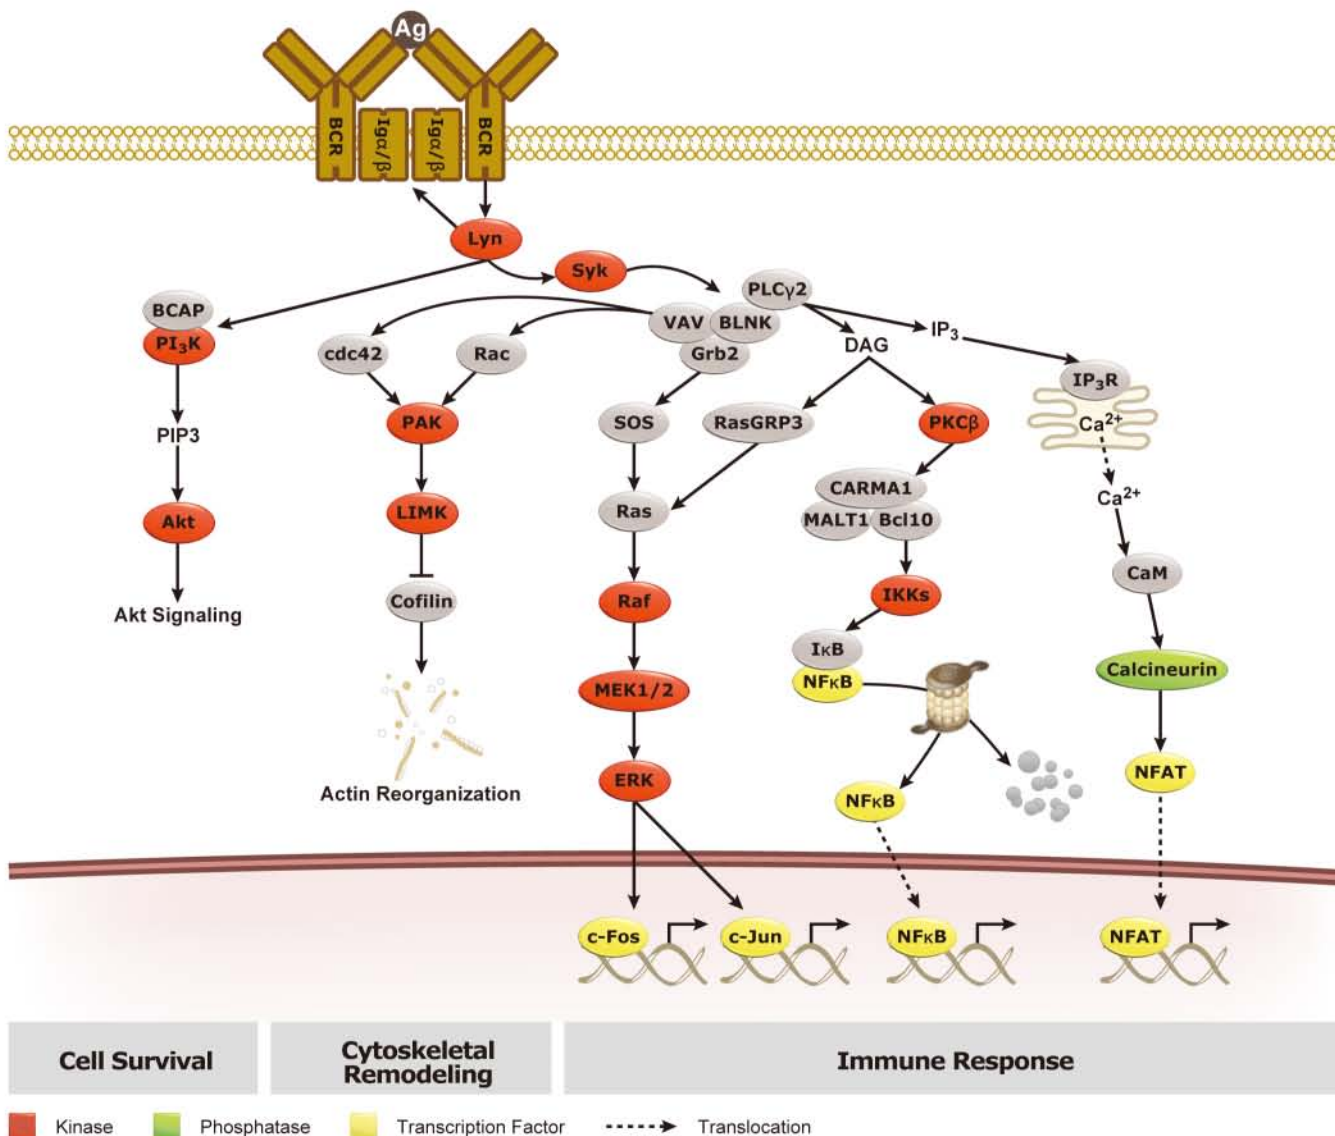 Ag
BCR
Igα/β
Igα/β
BCR
Lyn
Syk
PLCγ2
BCAP
VAV
BLNK
IP3
PI3K
cdc42
Rac
Grb2
DAG
IP3R
PIP3
PAK
SOS
RasGRP3
PKCβ
Ca2+
CARMA1
Ca2+
Akt
LIMK
Ras
MALT1
Bcl10
CaM
Akt Signaling
Cofilin
Raf
IKKs
IκB
Calcineurin
NFκB
MEK1/2
NFAT
Actin Reorganization
ERK
NFκB
c-Fos
c-Jun
NFκB
NFAT
Cell Survival
Cytoskeletal
Remodeling
Immune Response
Kinase
Phosphatase
Transcription Factor
Translocation